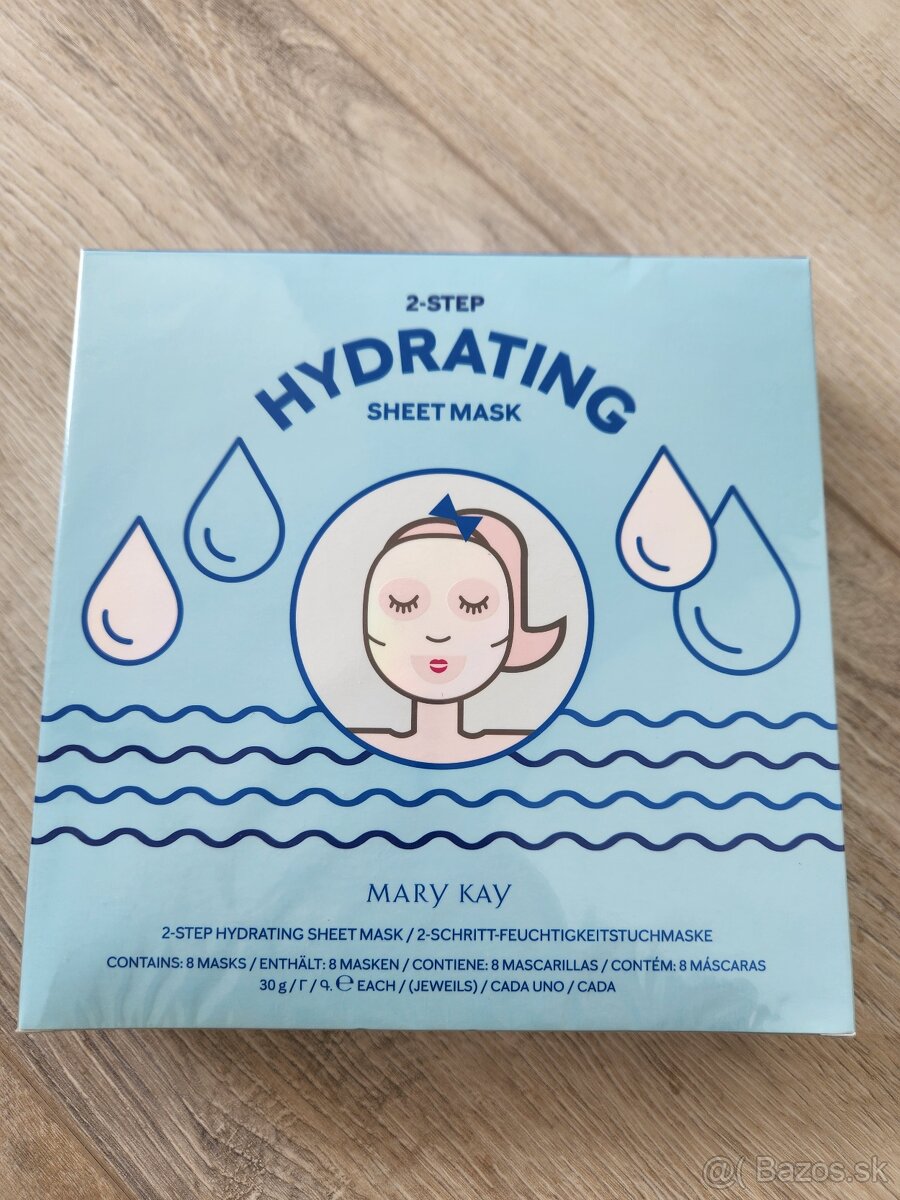 2-STEP
HYDRATING
SHEET MASK
MARY KAY
2-STEP HYDRATING SHEET MASK / 2-SCHRITT-FEUCHTIGKEITSTUCHMASKE
CONTAINS: 8 MASKS / ENTHÄLT: 8 MASKEN / CONTIENE: 8 MASCARILLAS / CONTÉM: 8 MÁSCARAS
30 g / Г / Գ. ℮ EACH / (JEWEILS) / CADA UNO / CADA
@( Bazos.sk